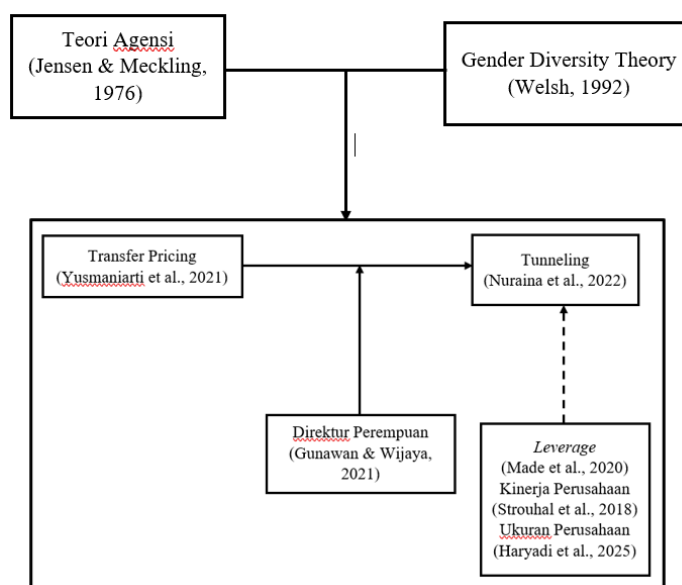 Teori Agensi
(Jensen & Meckling,
1976)
Gender Diversity Theory
(Welsh, 1992)
Transfer Pricing
(Yusmaniarti et al., 2021)
Tunneling
(Nuraina et al., 2022)
Direktur Perempuan
(Gunawan & Wijaya,
2021)
Leverage
(Made et al., 2020)
Kinerja Perusahaan
(Strouhal et al., 2018)
Ukuran Perusahaan
(Haryadi et al., 2025)